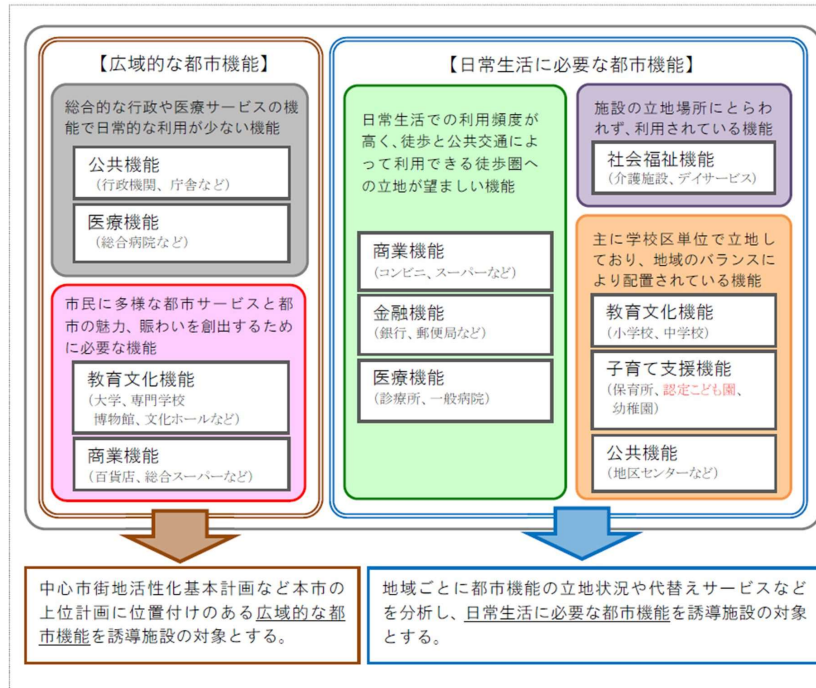 【広域的な都市機能】
総合的な行政や医療サービスの機
能で日常的な利用が少ない機能
公共機能
（行政機関、庁舎など）
医療機能
（総合病院など）
市民に多様な都市サービスと都
市の魅力、賑わいを創出するため
に必要な機能
教育文化機能
（大学、専門学校
博物館、文化ホールなど）
商業機能
（百貨店、総合スーパーなど）
【日常生活に必要な都市機能】
日常生活での利用頻度が
高く、徒歩と公共交通によ
って利用できる徒歩圏へ
の立地が望ましい機能
商業機能
（コンビニ、スーパーなど）
金融機能
（銀行、郵便局など）
医療機能
（診療所、一般病院）
施設の立地場所にとらわ
れず、利用されている機能
社会福祉機能
（介護施設、デイサービス）
主に学校区単位で立地し
ており、地域のバランスに
より配置されている機能
教育文化機能
（小学校、中学校）
子育て支援機能
（保育所、認定こども園、
幼稚園）
公共機能
（地区センターなど）
中心市街地活性化基本計画など本市の
上位計画に位置付けのある広域的な都
市機能を誘導施設の対象とする。
地域ごとに都市機能の立地状況や代替えサービスなど
を分析し、日常生活に必要な都市機能を誘導施設の対象
とする。